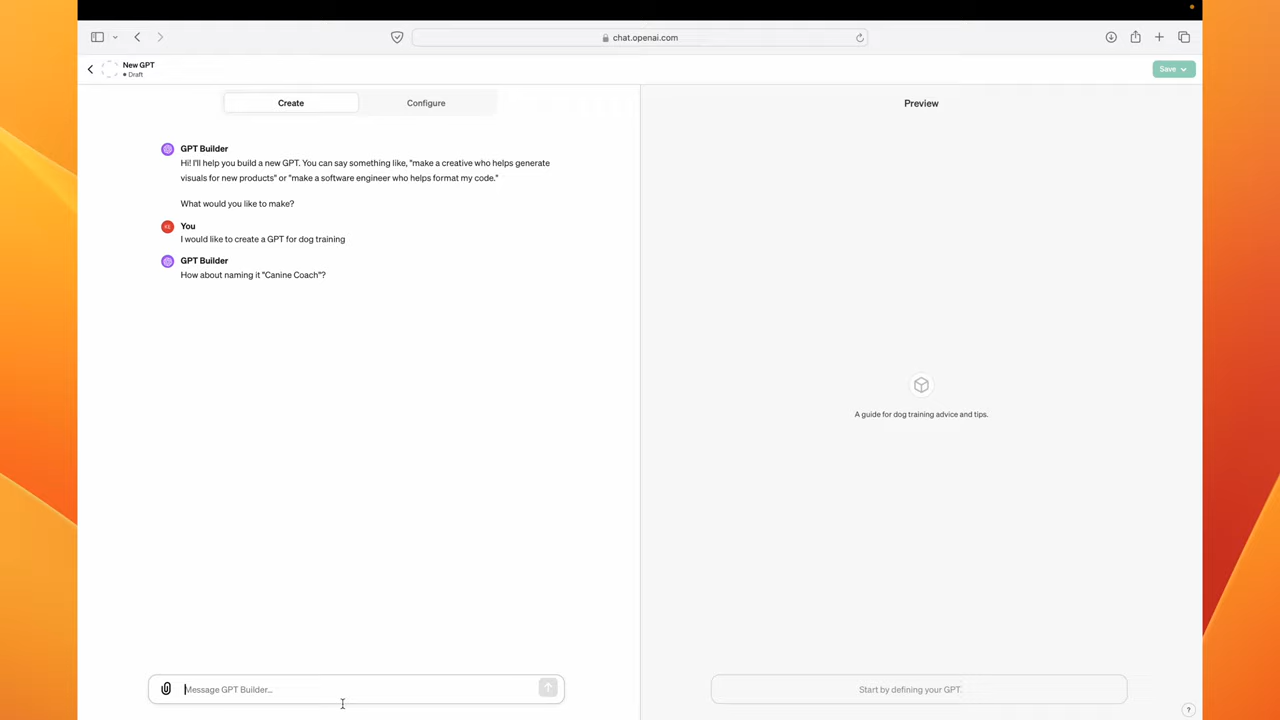 chat.openai.com
New GPT
• Draft
Save
Create
Configure
Preview
GPT Builder
Hi! I'll help you build a new GPT. You can say something like, "make a creative who helps generate
visuals for new products" or "make a software engineer who helps format my code."
What would you like to make?
You
I would like to create a GPT for dog training
GPT Builder
How about naming it "Canine Coach"?
A guide for dog training advice and tips.
Message GPT Builder...
Start by defining your GPT.
?